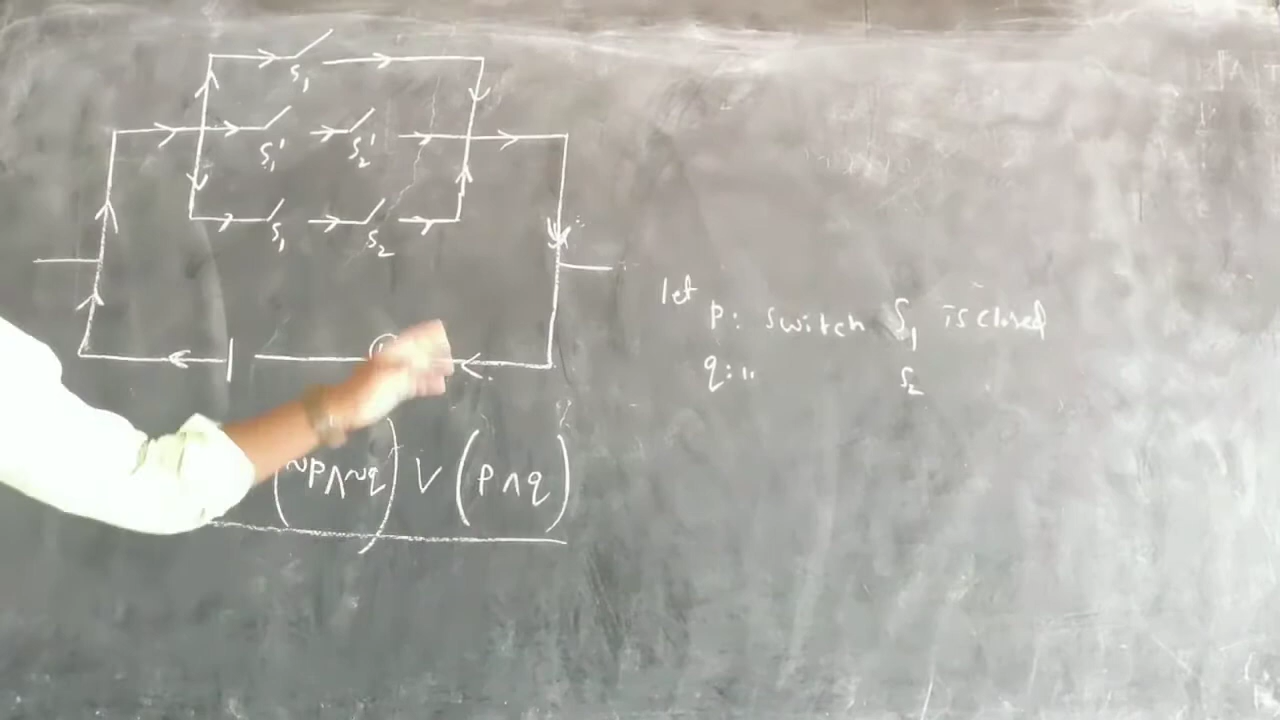 S₁
S₁' S₂'
S₁ S₂
let
p: switch S₁ is closed
q: 〃 S₂
(~p∧~q) ∨ (p∧q)